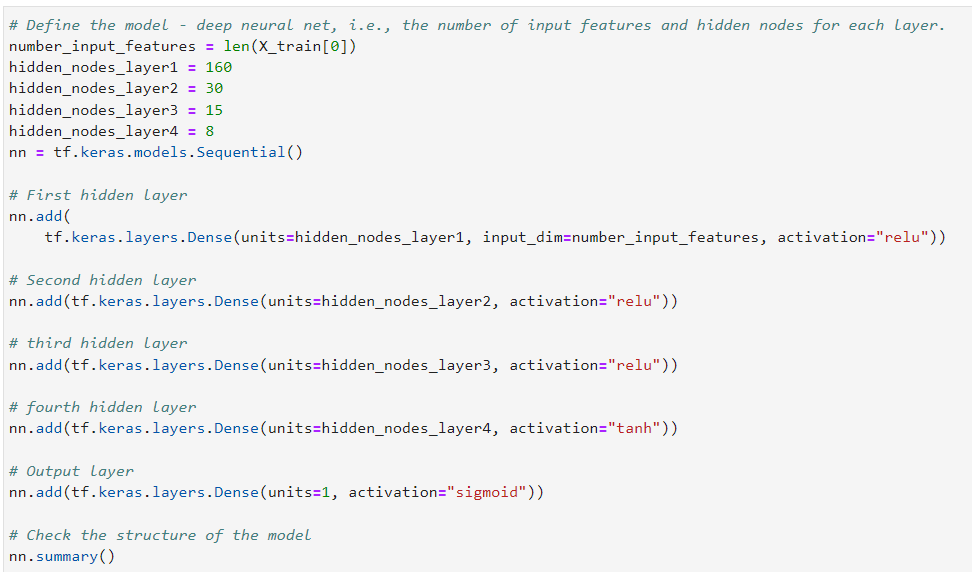 # Define the model - deep neural net, i.e., the number of input features and hidden nodes for each layer.
number_input_features = len(X_train[0])
hidden_nodes_layer1 = 160
hidden_nodes_layer2 = 30
hidden_nodes_layer3 = 15
hidden_nodes_layer4 = 8
nn = tf.keras.models.Sequential()

# First hidden layer
nn.add(
    tf.keras.layers.Dense(units=hidden_nodes_layer1, input_dim=number_input_features, activation="relu"))

# Second hidden layer
nn.add(tf.keras.layers.Dense(units=hidden_nodes_layer2, activation="relu"))

# third hidden layer
nn.add(tf.keras.layers.Dense(units=hidden_nodes_layer3, activation="relu"))

# fourth hidden layer
nn.add(tf.keras.layers.Dense(units=hidden_nodes_layer4, activation="tanh"))

# Output layer
nn.add(tf.keras.layers.Dense(units=1, activation="sigmoid"))

# Check the structure of the model
nn.summary()